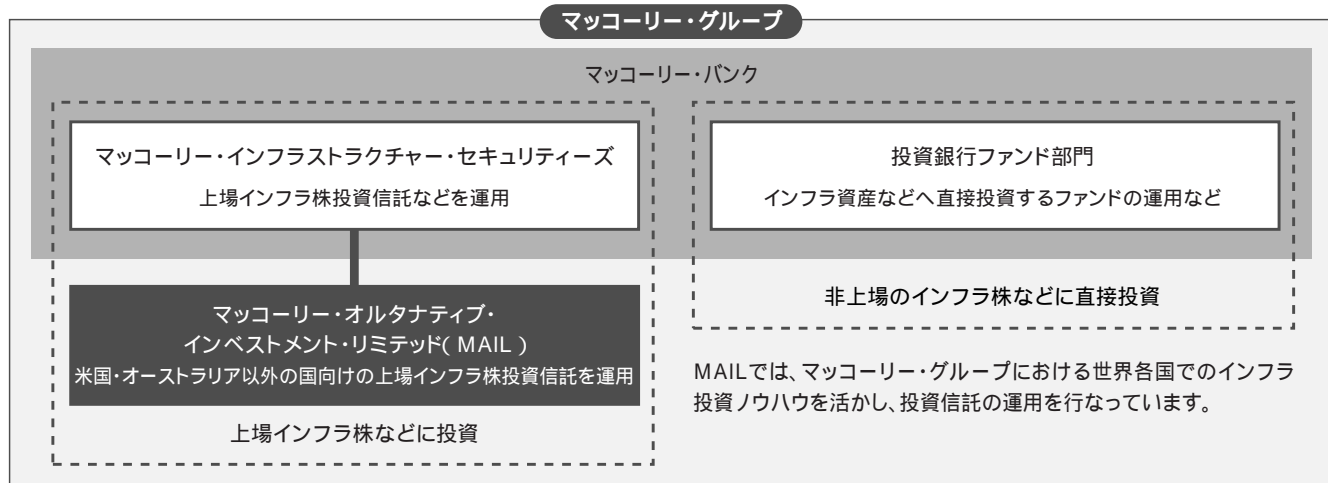 マッコーリー・グループ
マッコーリー・バンク
マッコーリー・インフラストラクチャー・セキュリティーズ
上場インフラ株投資信託などを運用
マッコーリー・オルタナティブ・
インベストメント・リミテッド( MAIL )
米国・オーストラリア以外の国向けの上場インフラ株投資信託を運用
上場インフラ株などに投資
投資銀行ファンド部門
インフラ資産などへ直接投資するファンドの運用など
非上場のインフラ株などに直接投資
MAILでは、マッコーリー・グループにおける世界各国でのインフラ
投資ノウハウを活かし、投資信託の運用を行なっています。